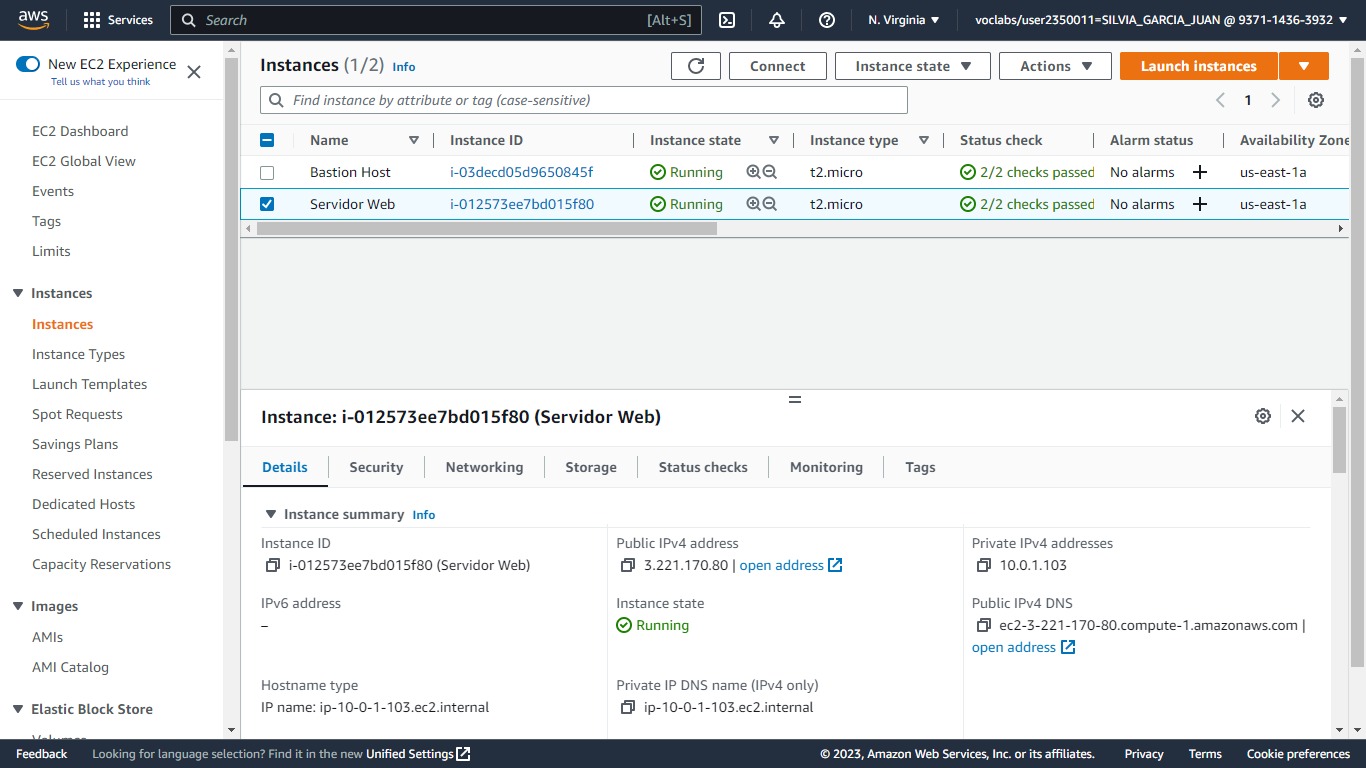 aws Services Search [Alt+S] N. Virginia voclabs/user2350011=SILVIA_GARCIA_JUAN @ 9371-1436-3932
New EC2 Experience
Tell us what you think
EC2 Dashboard
EC2 Global View
Events
Tags
Limits
Instances
Instances
Instance Types
Launch Templates
Spot Requests
Savings Plans
Reserved Instances
Dedicated Hosts
Scheduled Instances
Capacity Reservations
Images
AMIs
AMI Catalog
Elastic Block Store
Volumes
Instances (1/2) Info
Connect Instance state Actions Launch instances
Find instance by attribute or tag (case-sensitive)
1
Name Instance ID Instance state Instance type Status check Alarm status Availability Zone
Bastion Host i-03decd05d9650845f Running t2.micro 2/2 checks passed No alarms + us-east-1a
Servidor Web i-012573ee7bd015f80 Running t2.micro 2/2 checks passed No alarms + us-east-1a
Instance: i-012573ee7bd015f80 (Servidor Web)
Details Security Networking Storage Status checks Monitoring Tags
Instance summary Info
Instance ID
i-012573ee7bd015f80 (Servidor Web)
Public IPv4 address
3.221.170.80 | open address
Private IPv4 addresses
10.0.1.103
IPv6 address
–
Instance state
Running
Public IPv4 DNS
ec2-3-221-170-80.compute-1.amazonaws.com |
open address
Hostname type
IP name: ip-10-0-1-103.ec2.internal
Private IP DNS name (IPv4 only)
ip-10-0-1-103.ec2.internal
Feedback Looking for language selection? Find it in the new Unified Settings © 2023, Amazon Web Services, Inc. or its affiliates. Privacy Terms Cookie preferences